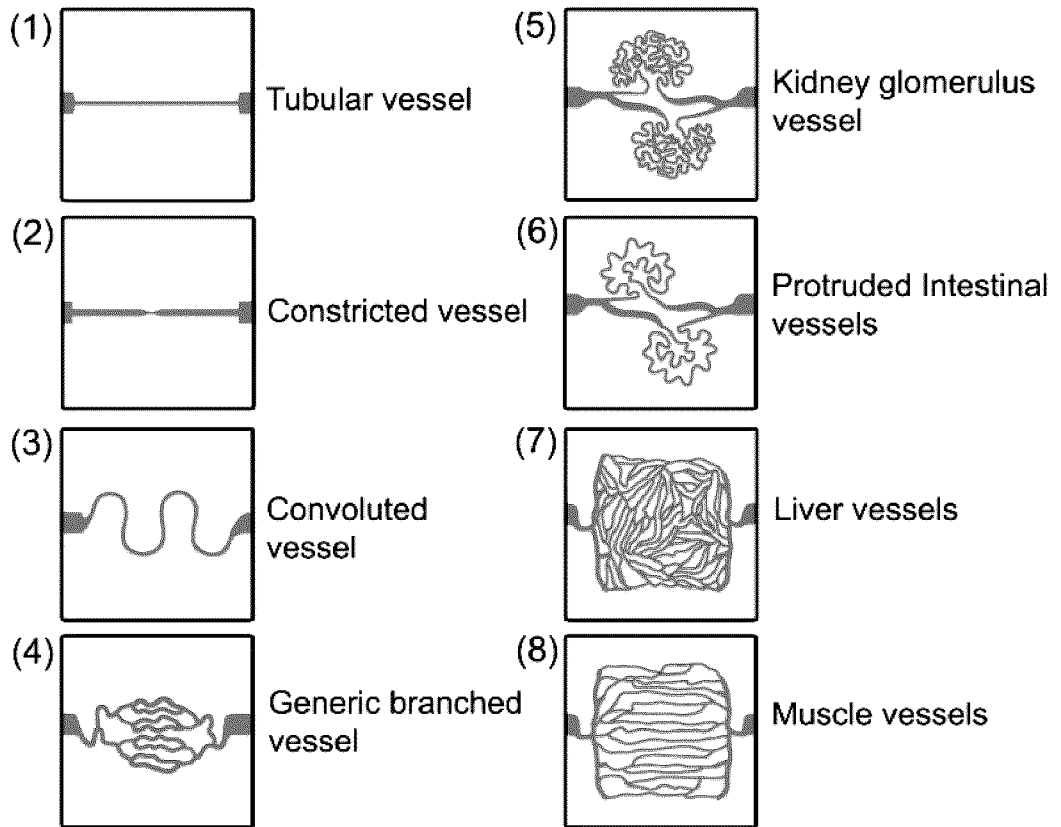 (1)
Tubular vessel
(2)
Constricted vessel
(3)
Convoluted
vessel
(4)
Generic branched
vessel
(5)
Kidney glomerulus
vessel
(6)
Protruded Intestinal
vessels
(7)
Liver vessels
(8)
Muscle vessels